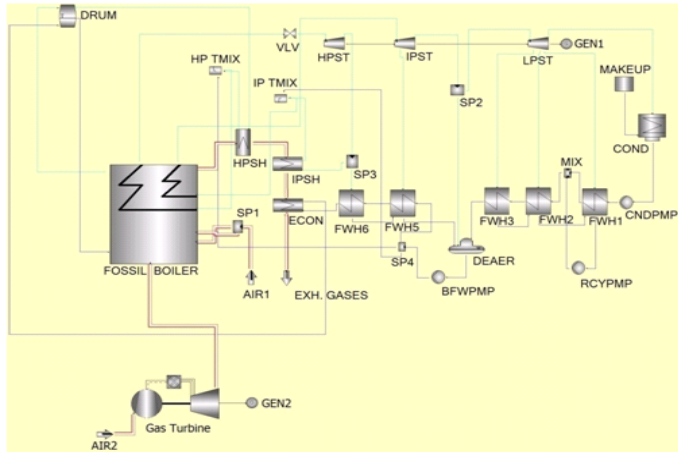 DRUM
VLV
HPST
IPST
LPST
GEN1
HP TMIX
IP TMIX
MAKEUP
SP2
COND
HPSH
IPSH
SP3
MIX
ECON
SP1
FWH6
FWH5
FWH3
FWH2
FWH1
CNDPMP
FOSSIL BOILER
AIR1
EXH. GASES
SP4
DEAER
BFWPMP
RCYPMP
GEN2
Gas Turbine
AIR2